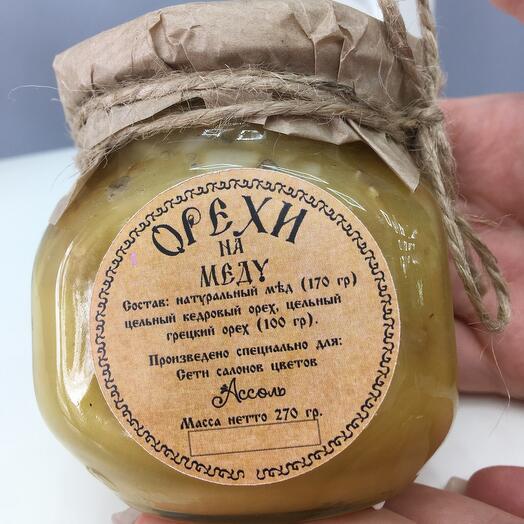 ОРЕХИ
НА
МЕДУ
Состав: натуральный мёд (170 гр)
цельный кедровый орех, цельный
грецкий орех (100 гр).
Произведено специально для:
Сети салонов цветов
Ассоль
Масса нетто 270 гр.